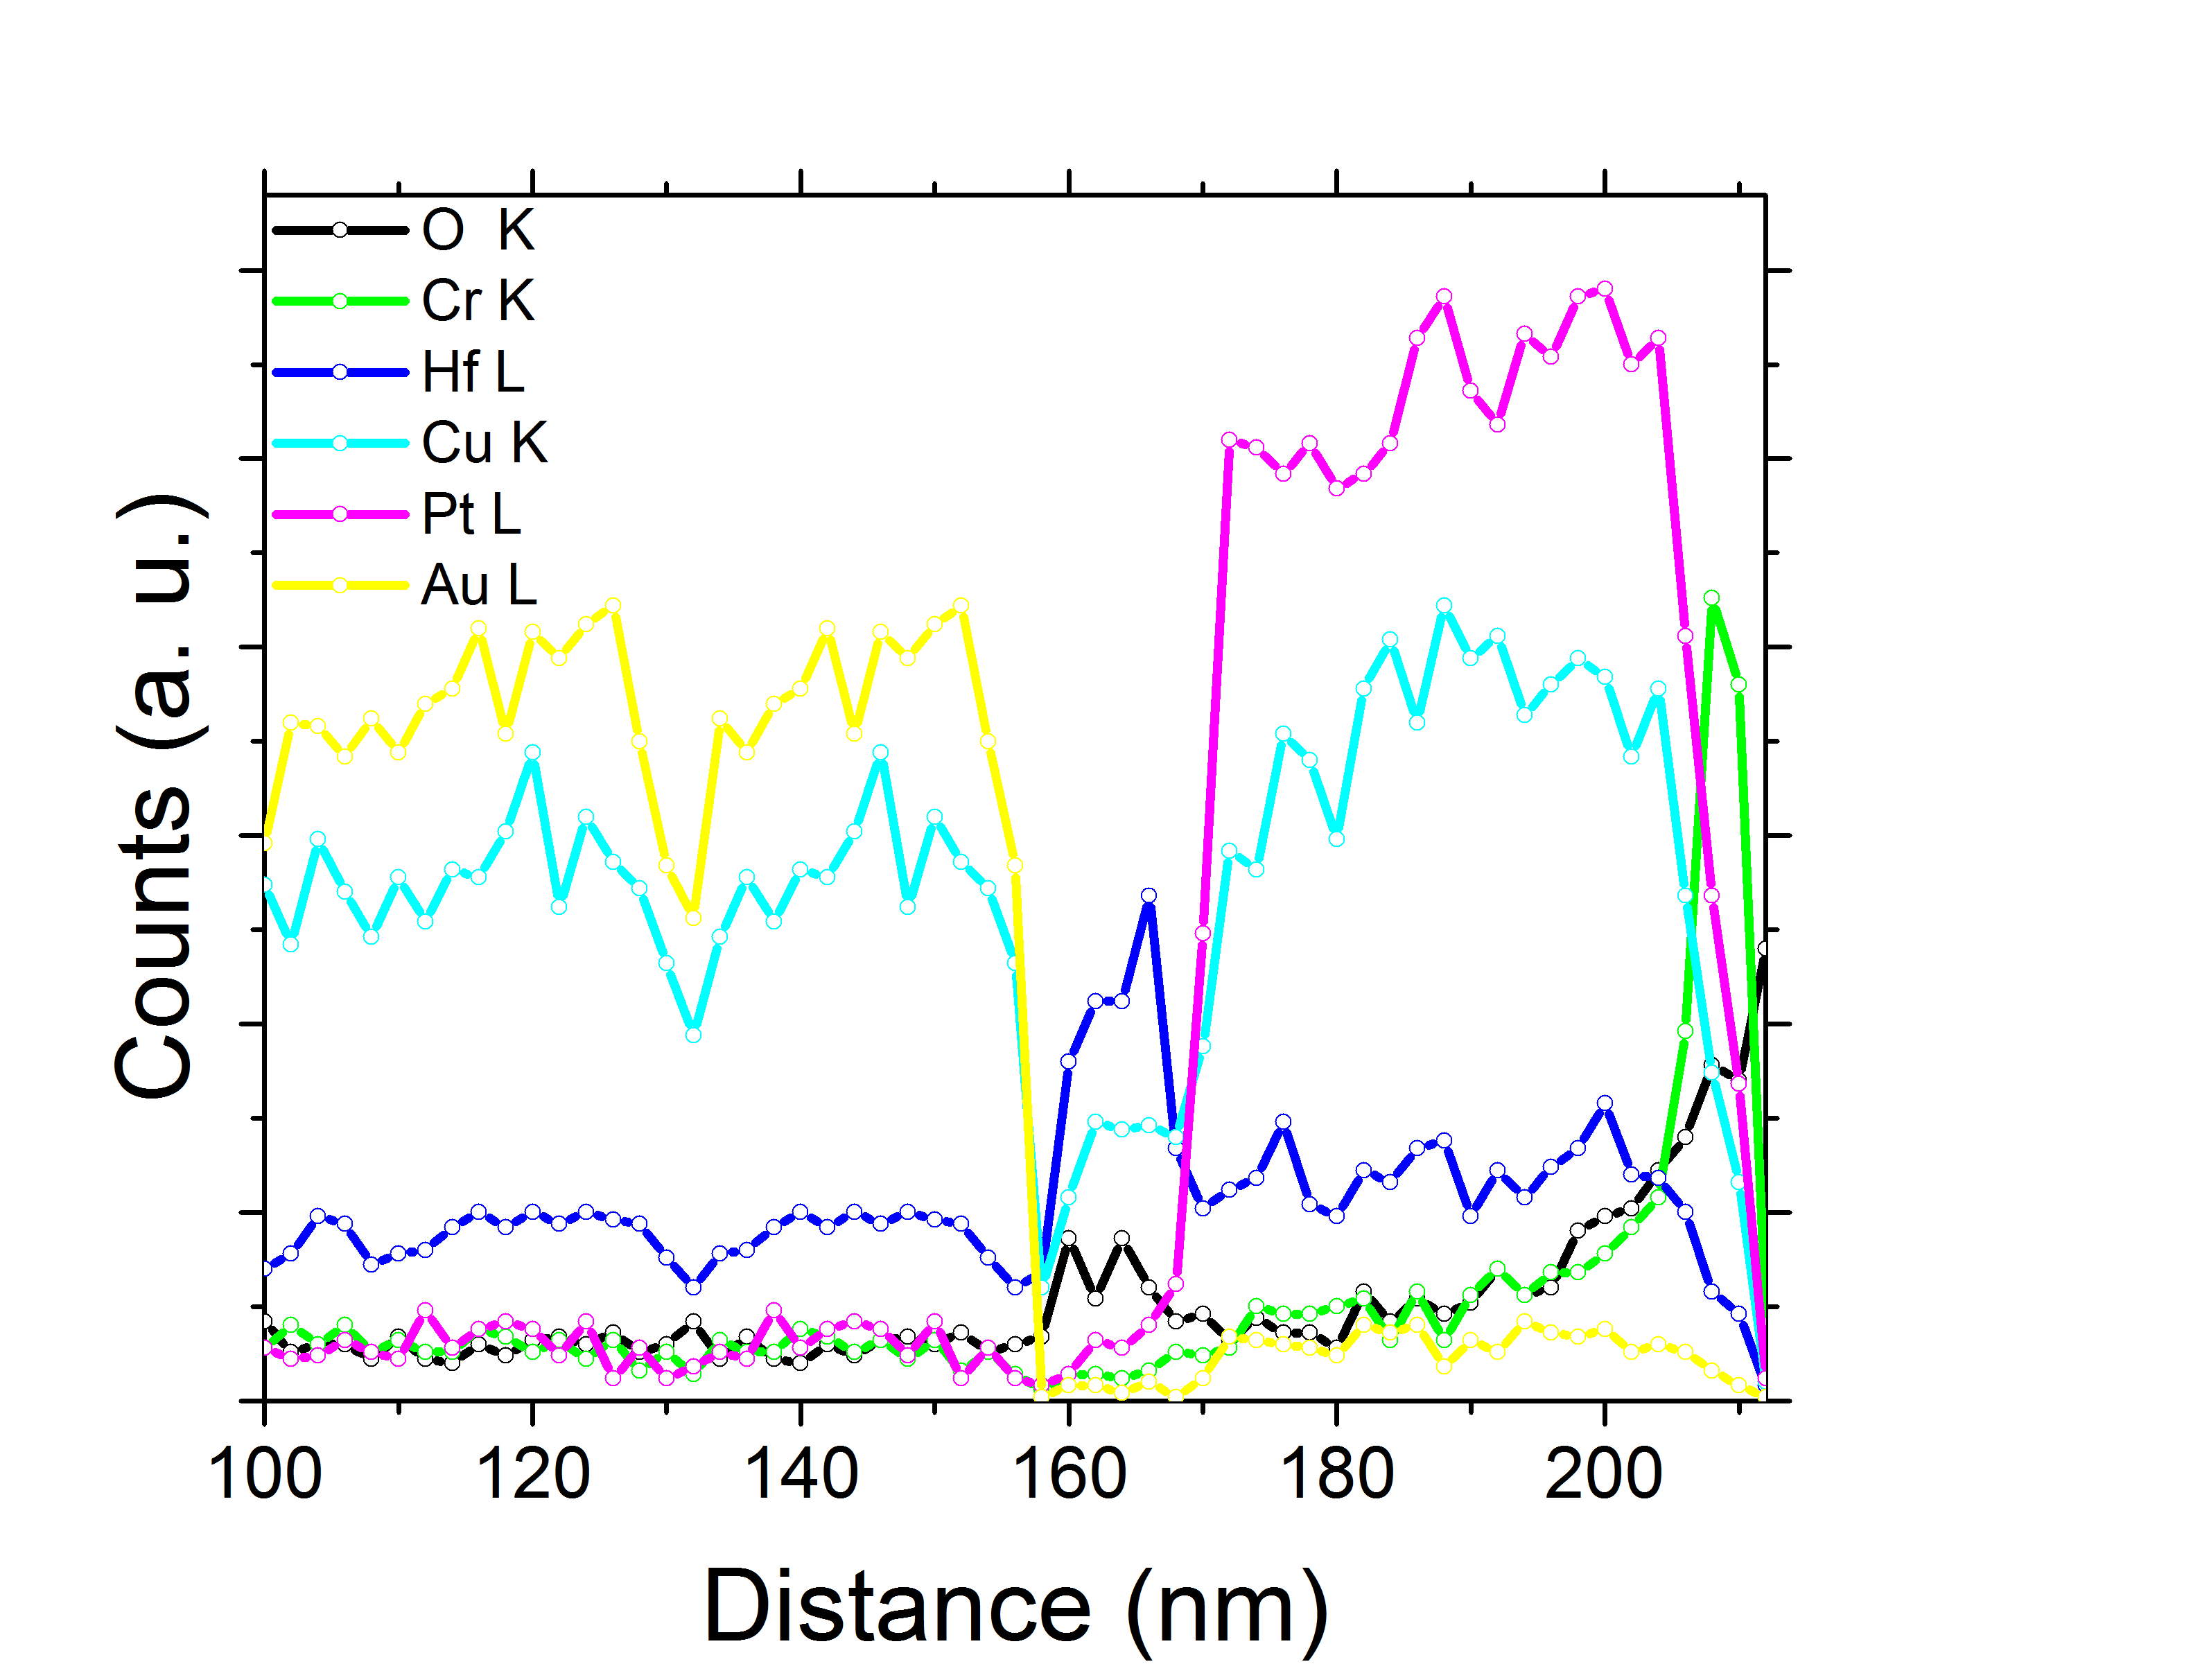 O K
Cr K
Hf L
Cu K
Pt L
Au L
Counts (a. u.)
100 120 140 160 180 200
Distance (nm)